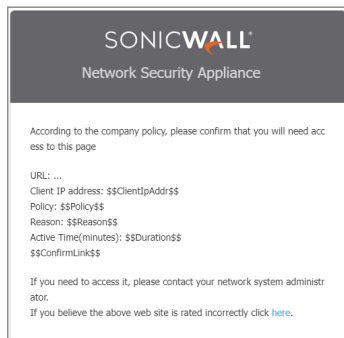 SONICWALL®
Network Security Appliance
According to the company policy, please confirm that you will need acc
ess to this page
URL: ...
Client IP address: $$ClientIpAddr$$
Policy: $$Policy$$
Reason: $$Reason$$
Active Time(minutes): $$Duration$$
$$ConfirmLink$$
If you need to access it, please contact your network system administr
ator.
If you believe the above web site is rated incorrectly click here.